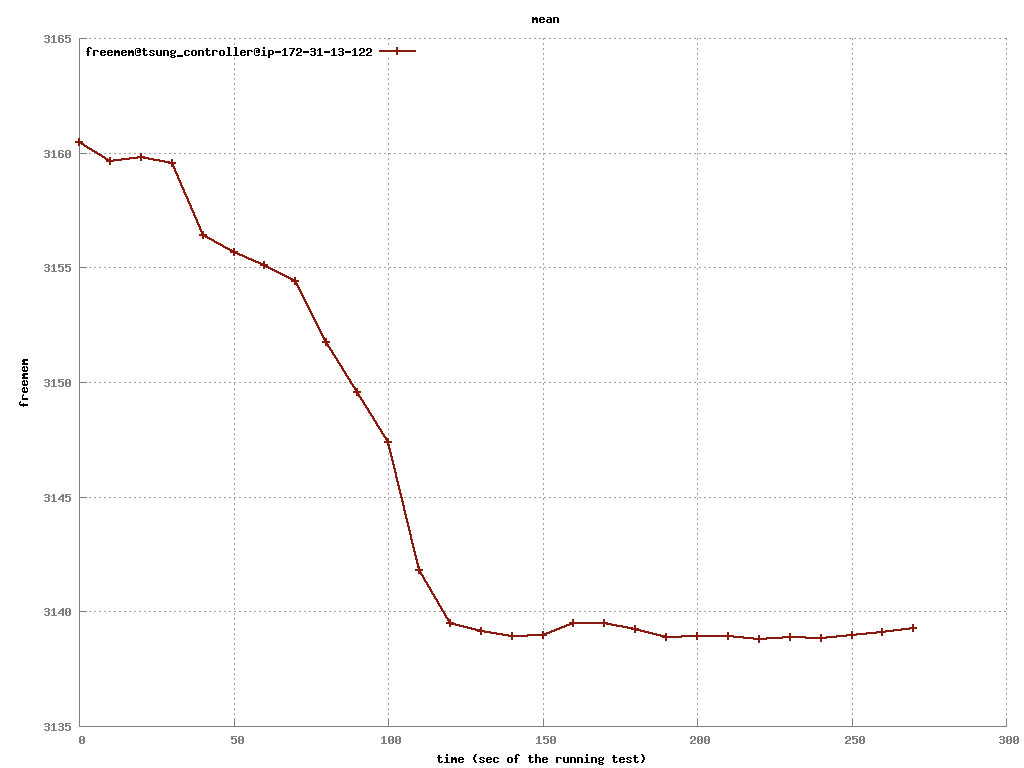 mean
3165
freemem@tsung_controller@ip-172-31-13-122
3160
3155
3150
freemem
3145
3140
3135
0 50 100 150 200 250 300
time (sec of the running test)